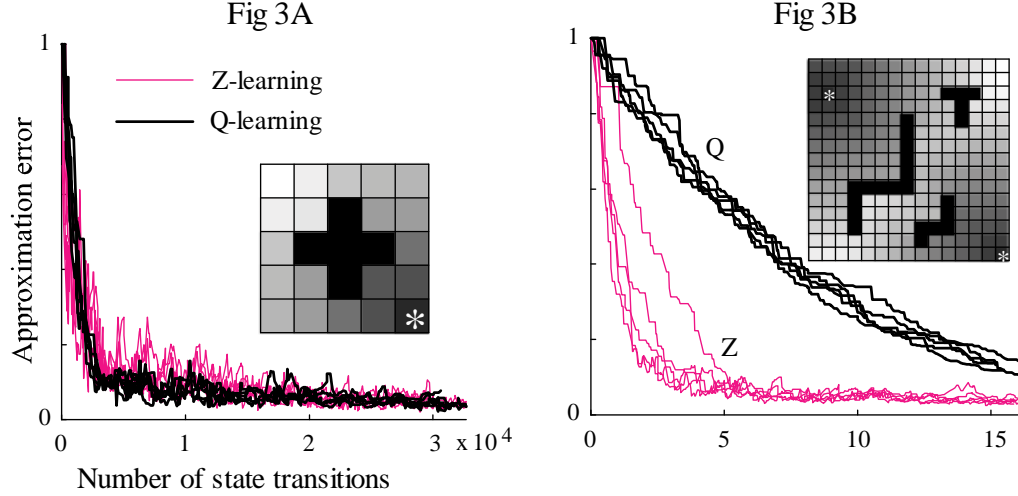 Fig 3A
Fig 3B
1
Z-learning
Q-learning
Approximation error
*
0
0
1
2
3
x 10^4
Number of state transitions
1
*
*
Q
Z
0
0
5
10
15